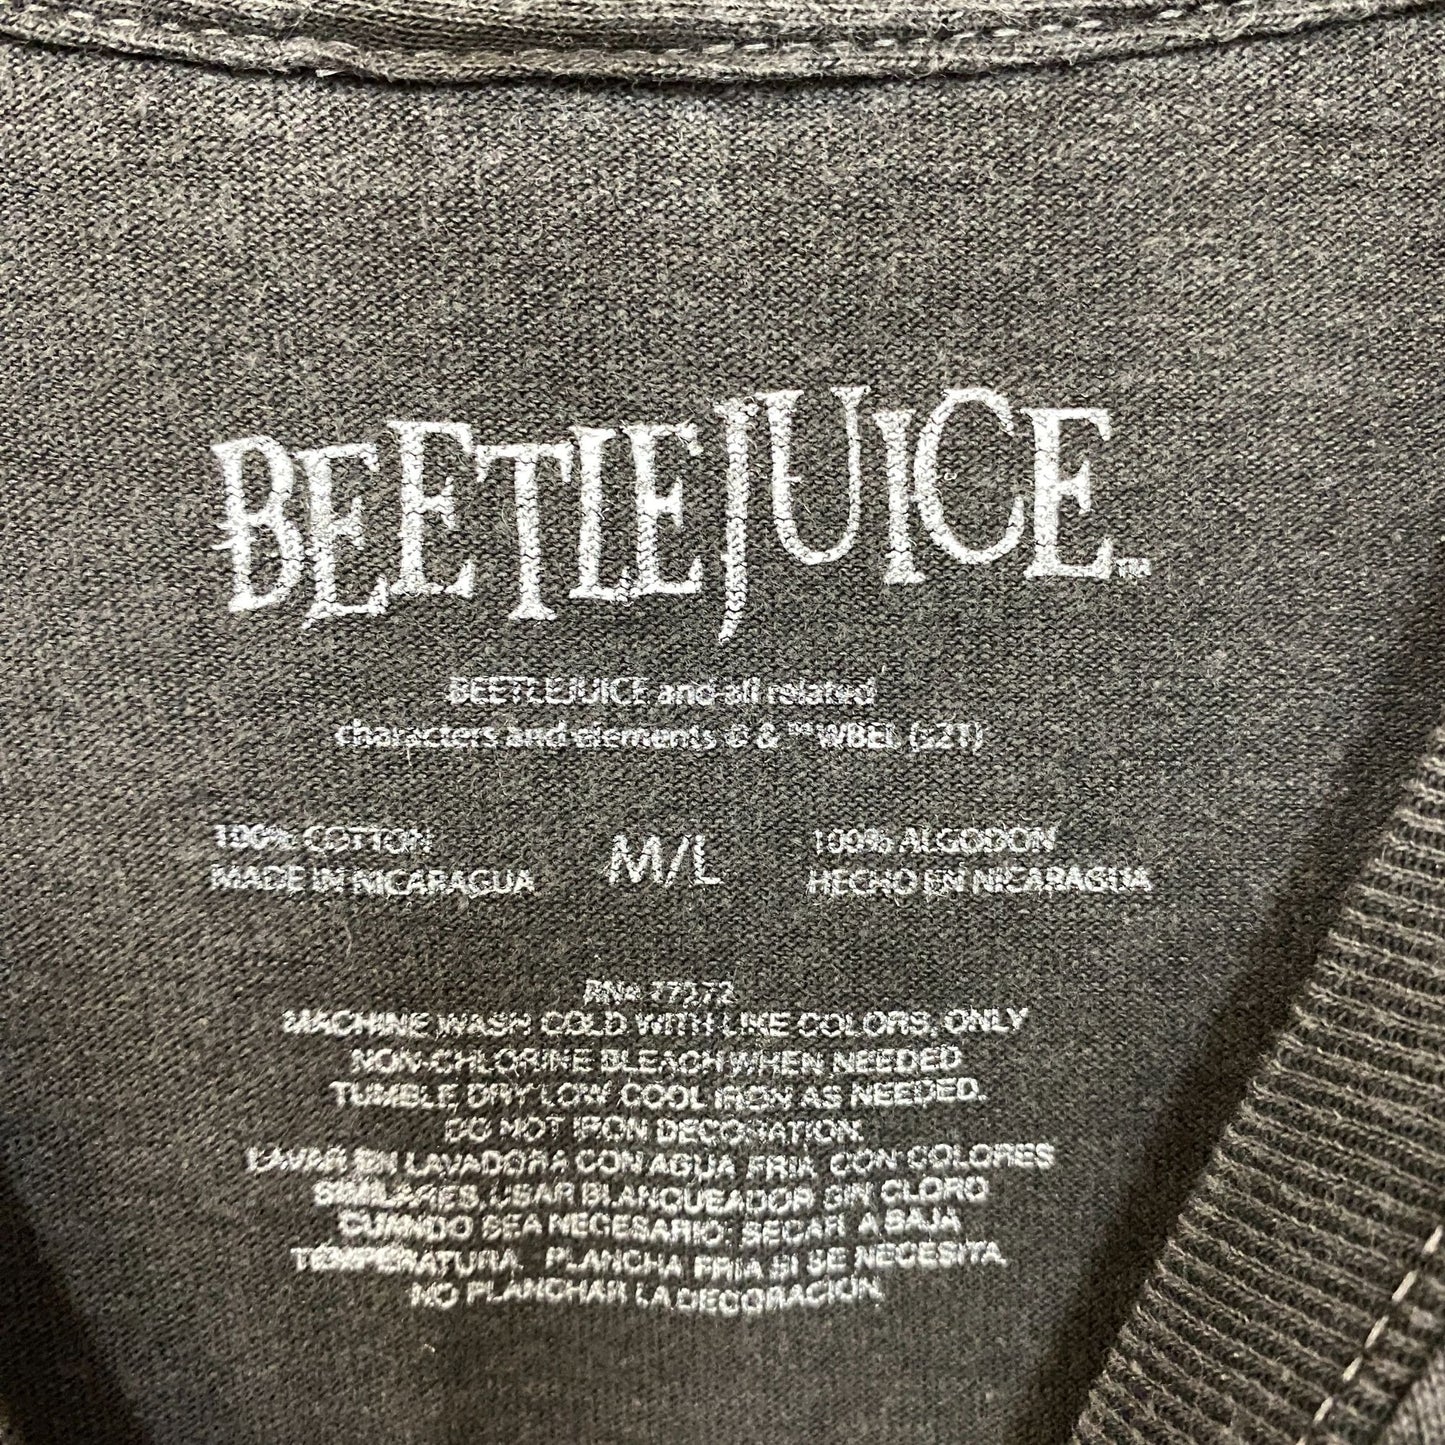 BEETLEJUICE™
BEETLEJUICE and all related
characters and elements © & ™ WBEI. (s21)
100% COTTON M/L 100% ALGODON
MADE IN NICARAGUA HECHO EN NICARAGUA
RN#
MACHINE WASH COLD WITH LIKE COLORS, ONLY
NON-CHLORINE BLEACH WHEN NEEDED
TUMBLE DRY LOW COOL IRON AS NEEDED.
DO NOT IRON DECORATION.
LAVAR EN LAVADORA CON AGUA FRIA CON COLORES
SIMILARES, USAR BLANQUEADOR SIN CLORO
CUANDO SEA NECESARIO; SECAR A BAJA
TEMPERATURA, PLANCHA FRIA SI SE NECESITA,
NO PLANCHAR LA DECORACION.